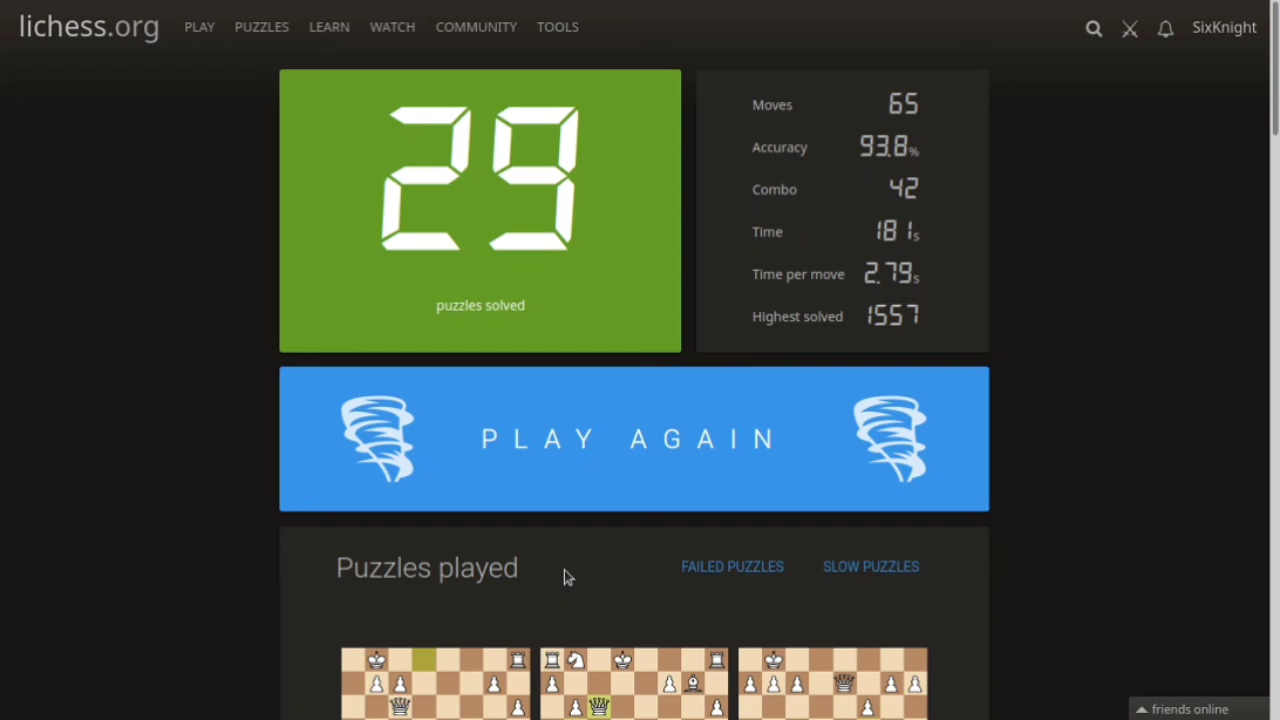 lichess.org PLAY PUZZLES LEARN WATCH COMMUNITY TOOLS SixKnight
29
puzzles solved
Moves 65
Accuracy 93.8%
Combo 42
Time 181s
Time per move 2.79s
Highest solved 1557
PLAY AGAIN
Puzzles played FAILED PUZZLES SLOW PUZZLES
friends online